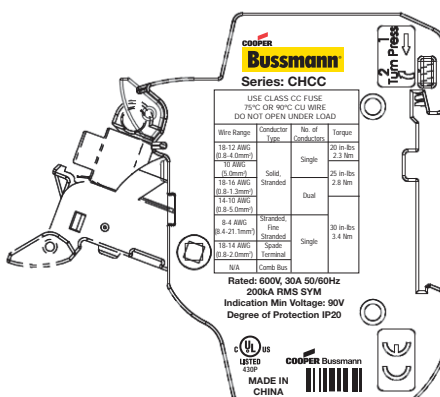 COOPER
Bussmann®
Series: CHCC
1
2
Turn Press
USE CLASS CC FUSE
75°C OR 90°C CU WIRE
DO NOT OPEN UNDER LOAD
Wire Range
Conductor
Type
No. of
Conductors
Torque
18-12 AWG
(0.8-4.0mm²)
10 AWG
(5.0mm²)
18-16 AWG
(0.8-1.3mm²)
14-10 AWG
(0.8-5.0mm²)
8-4 AWG
(8.4-21.1mm²)
18-14 AWG
(0.8-2.0mm²)
N/A
Solid,
Stranded
Stranded,
Fine
Stranded
Spade
Terminal
Comb Bus
Single
Dual
Single
20 in-lbs
2.3 Nm
25 in-lbs
2.8 Nm
30 in-lbs
3.4 Nm
Rated: 600V, 30A 50/60Hz
200kA RMS SYM
Indication Min Voltage: 90V
Degree of Protection IP20
C UL US
LISTED
430P
COOPER Bussmann
MADE IN
CHINA
CE